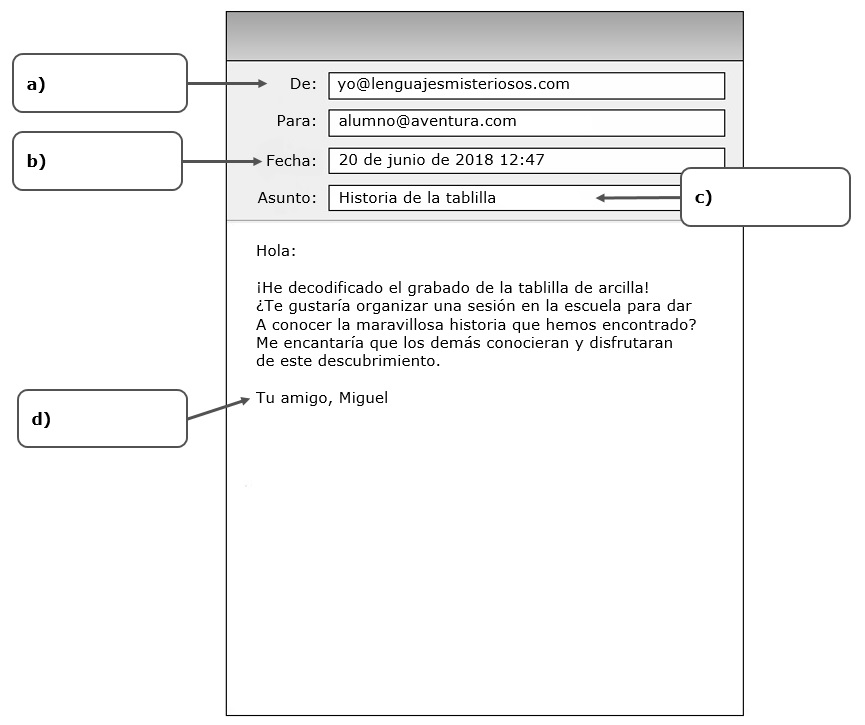 a)
De: yo@lenguajesmisteriosos.com
Para: alumno@aventura.com
b)
Fecha: 20 de junio de 2018 12:47
Asunto: Historia de la tablilla
c)
Hola:
¡He decodificado el grabado de la tablilla de arcilla!
¿Te gustaría organizar una sesión en la escuela para dar
A conocer la maravillosa historia que hemos encontrado?
Me encantaría que los demás conocieran y disfrutaran
de este descubrimiento.
Tu amigo, Miguel
d)